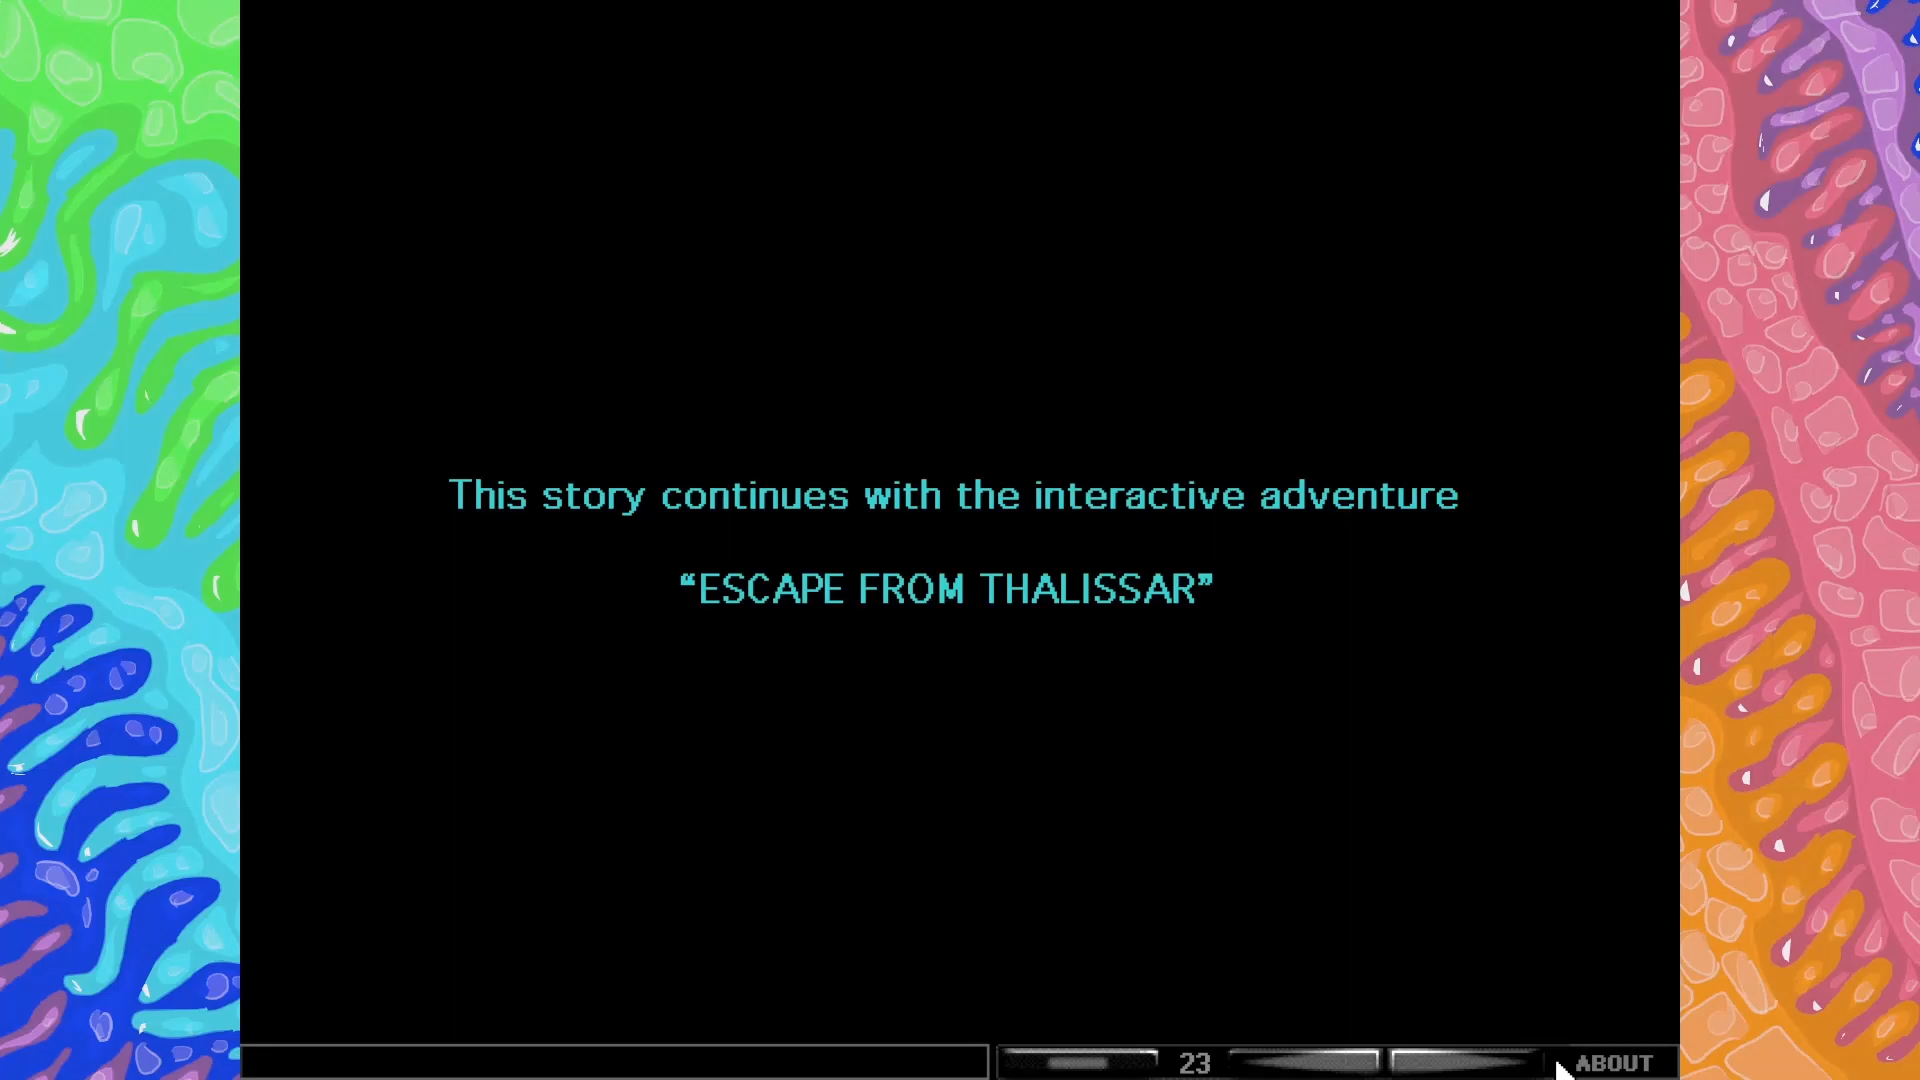 This story continues with the interactive adventure
“ESCAPE FROM THALISSAR”
23
ABOUT